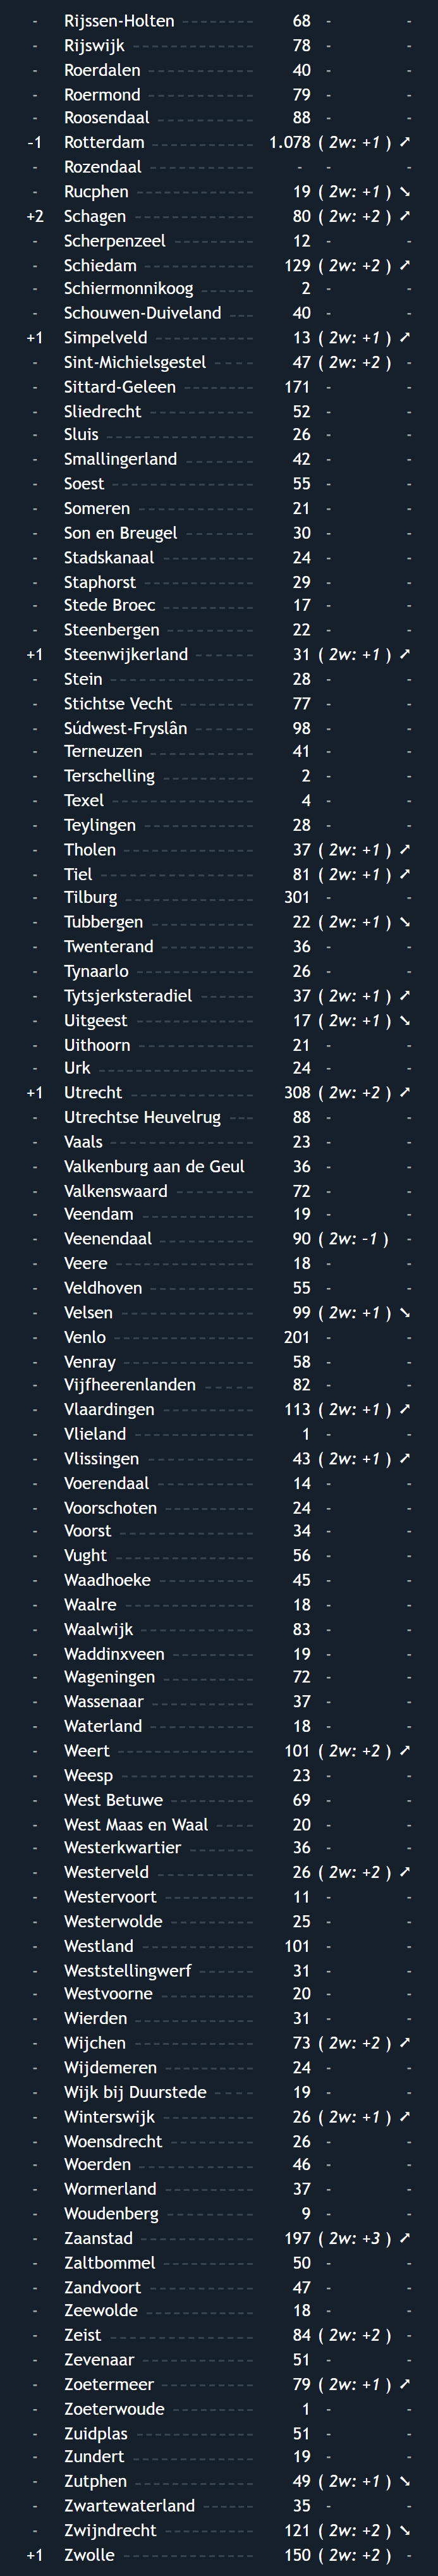 - Rijssen-Holten 68 - -
- Rijswijk 78 - -
- Roerdalen 40 - -
- Roermond 79 - -
- Roosendaal 88 - -
-1 Rotterdam 1.078 ( 2w: +1 ) ➚
- Rozendaal - - -
- Rucphen 19 ( 2w: +1 ) ➘
+2 Schagen 80 ( 2w: +2 ) ➚
- Scherpenzeel 12 - -
- Schiedam 129 ( 2w: +2 ) ➚
- Schiermonnikoog 2 - -
- Schouwen-Duiveland 40 - -
+1 Simpelveld 13 ( 2w: +1 ) ➚
- Sint-Michielsgestel 47 ( 2w: +2 ) -
- Sittard-Geleen 171 - -
- Sliedrecht 52 - -
- Sluis 26 - -
- Smallingerland 42 - -
- Soest 55 - -
- Someren 21 - -
- Son en Breugel 30 - -
- Stadskanaal 24 - -
- Staphorst 29 - -
- Stede Broec 17 - -
- Steenbergen 22 - -
+1 Steenwijkerland 31 ( 2w: +1 ) ➚
- Stein 28 - -
- Stichtse Vecht 77 - -
- Súdwest-Fryslân 98 - -
- Terneuzen 41 - -
- Terschelling 2 - -
- Texel 4 - -
- Teylingen 28 - -
- Tholen 37 ( 2w: +1 ) ➚
- Tiel 81 ( 2w: +1 ) ➚
- Tilburg 301 - -
- Tubbergen 22 ( 2w: +1 ) ➘
- Twenterand 36 - -
- Tynaarlo 26 - -
- Tytsjerksteradiel 37 ( 2w: +1 ) ➚
- Uitgeest 17 ( 2w: +1 ) ➘
- Uithoorn 21 - -
- Urk 24 - -
+1 Utrecht 308 ( 2w: +2 ) ➚
- Utrechtse Heuvelrug 88 - -
- Vaals 23 - -
- Valkenburg aan de Geul 36 - -
- Valkenswaard 72 - -
- Veendam 19 - -
- Veenendaal 90 ( 2w: -1 ) -
- Veere 18 - -
- Veldhoven 55 - -
- Velsen 99 ( 2w: +1 ) ➘
- Venlo 201 - -
- Venray 58 - -
- Vijfheerenlanden 82 - -
- Vlaardingen 113 ( 2w: +1 ) ➚
- Vlieland 1 - -
- Vlissingen 43 ( 2w: +1 ) ➚
- Voerendaal 14 - -
- Voorschoten 24 - -
- Voorst 34 - -
- Vught 56 - -
- Waadhoeke 45 - -
- Waalre 18 - -
- Waalwijk 83 - -
- Waddinxveen 19 - -
- Wageningen 72 - -
- Wassenaar 37 - -
- Waterland 18 - -
- Weert 101 ( 2w: +2 ) ➚
- Weesp 23 - -
- West Betuwe 69 - -
- West Maas en Waal 20 - -
- Westerkwartier 36 - -
- Westerveld 26 ( 2w: +2 ) ➚
- Westervoort 11 - -
- Westerwolde 25 - -
- Westland 101 - -
- Weststellingwerf 31 - -
- Westvoorne 20 - -
- Wierden 31 - -
- Wijchen 73 ( 2w: +2 ) ➚
- Wijdemeren 24 - -
- Wijk bij Duurstede 19 - -
- Winterswijk 26 ( 2w: +1 ) ➚
- Woensdrecht 26 - -
- Woerden 46 - -
- Wormerland 37 - -
- Woudenberg 9 - -
- Zaanstad 197 ( 2w: +3 ) ➚
- Zaltbommel 50 - -
- Zandvoort 47 - -
- Zeewolde 18 - -
- Zeist 84 ( 2w: +2 ) -
- Zevenaar 51 - -
- Zoetermeer 79 ( 2w: +1 ) ➚
- Zoeterwoude 1 - -
- Zuidplas 51 - -
- Zundert 19 - -
- Zutphen 49 ( 2w: +1 ) ➘
- Zwartewaterland 35 - -
- Zwijndrecht 121 ( 2w: +2 ) ➘
+1 Zwolle 150 ( 2w: +2 ) -